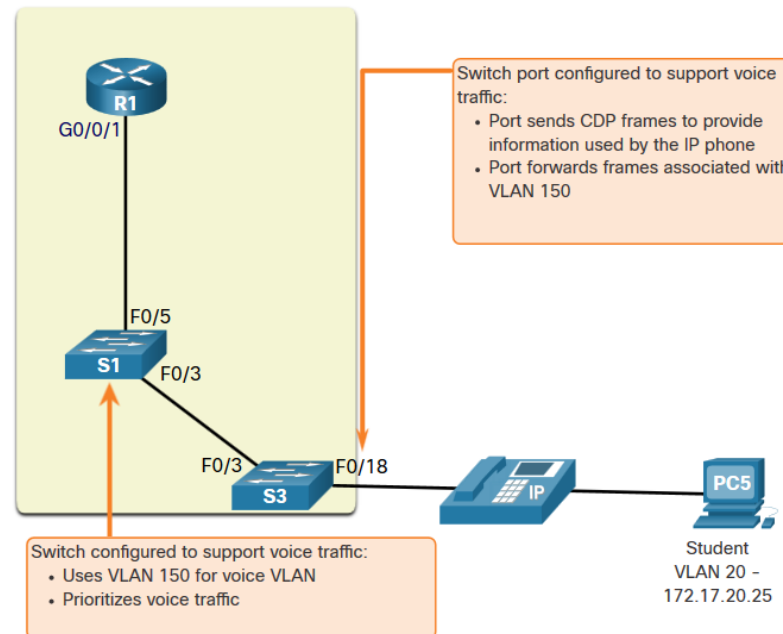 R1
G0/0/1
Switch port configured to support voice
traffic:
• Port sends CDP frames to provide
information used by the IP phone
• Port forwards frames associated with
VLAN 150
F0/5
S1
F0/3
F0/3
F0/18
S3
IP
PC5
Student
VLAN 20 -
172.17.20.25
Switch configured to support voice traffic:
• Uses VLAN 150 for voice VLAN
• Prioritizes voice traffic